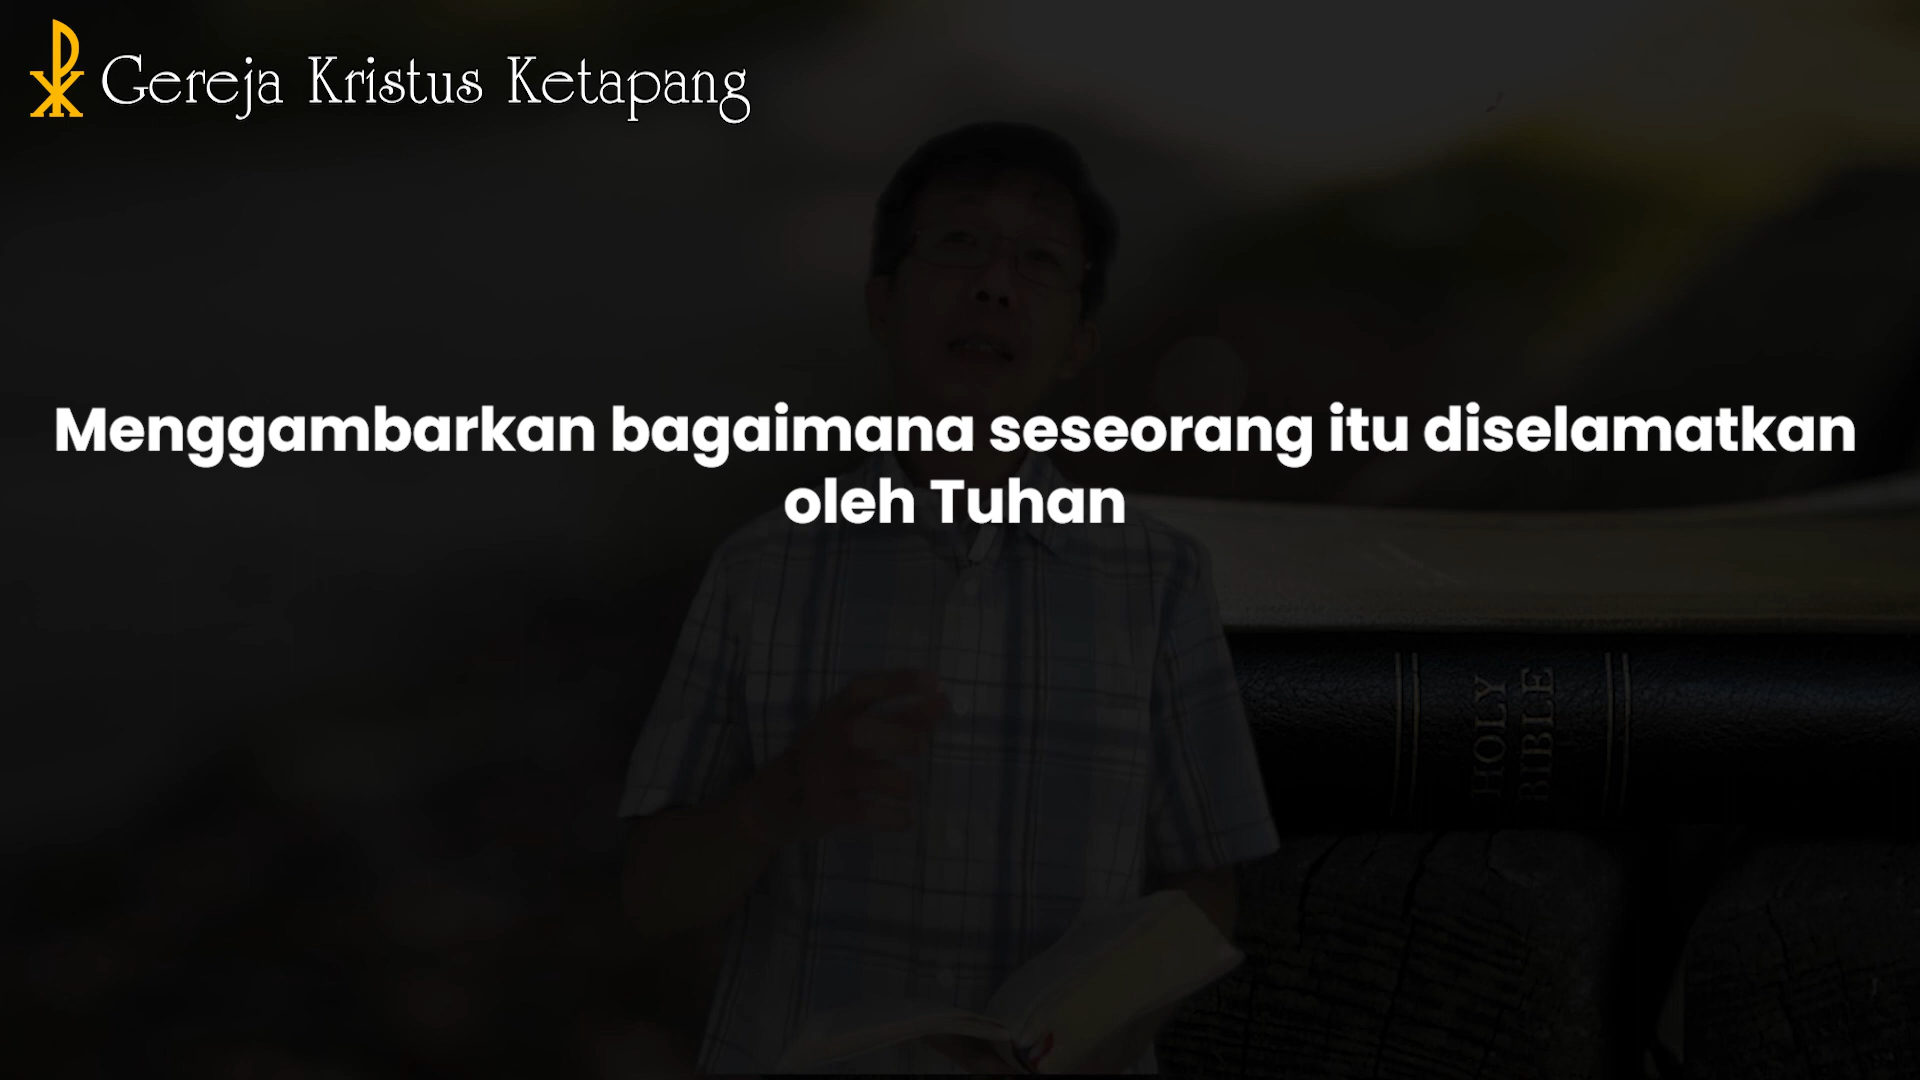 Gereja Kristus Ketapang
Menggambarkan bagaimana seseorang itu diselamatkan
oleh Tuhan
HOLY
BIBLE